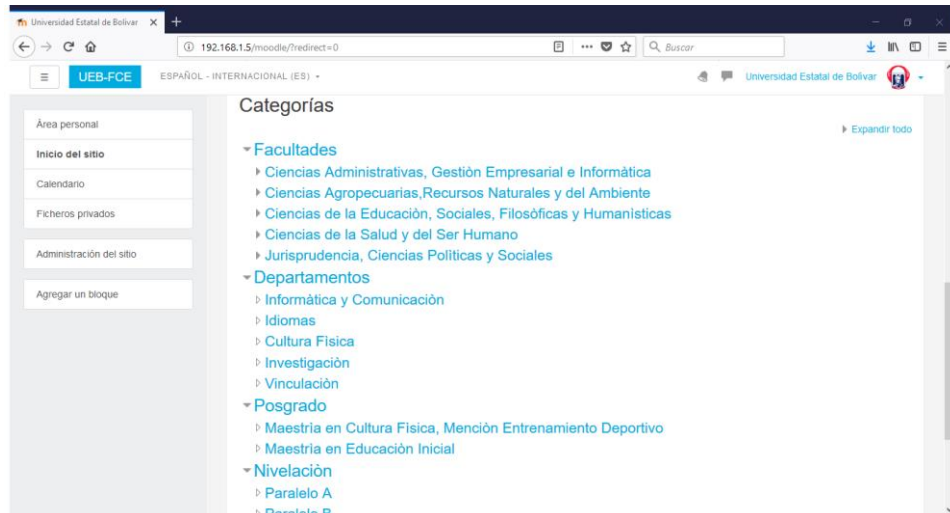 Universidad Estatal de Bolivar
192.168.1.5/moodle/?redirect=0
Buscar
UEB-FCE
ESPAÑOL - INTERNACIONAL (ES)
Universidad Estatal de Bolivar
Área personal
Inicio del sitio
Calendario
Ficheros privados
Administración del sitio
Agregar un bloque
Categorías
Expandir todo
Facultades
Ciencias Administrativas, Gestiòn Empresarial e Informàtica
Ciencias Agropecuarias,Recursos Naturales y del Ambiente
Ciencias de la Educaciòn, Sociales, Filosòficas y Humanìsticas
Ciencias de la Salud y del Ser Humano
Jurisprudencia, Ciencias Polìticas y Sociales
Departamentos
Informàtica y Comunicaciòn
Idiomas
Cultura Fìsica
Investigaciòn
Vinculaciòn
Posgrado
Maestrìa en Cultura Fìsica, Menciòn Entrenamiento Deportivo
Maestrìa en Educaciòn Inicial
Nivelaciòn
Paralelo A
Paralelo B